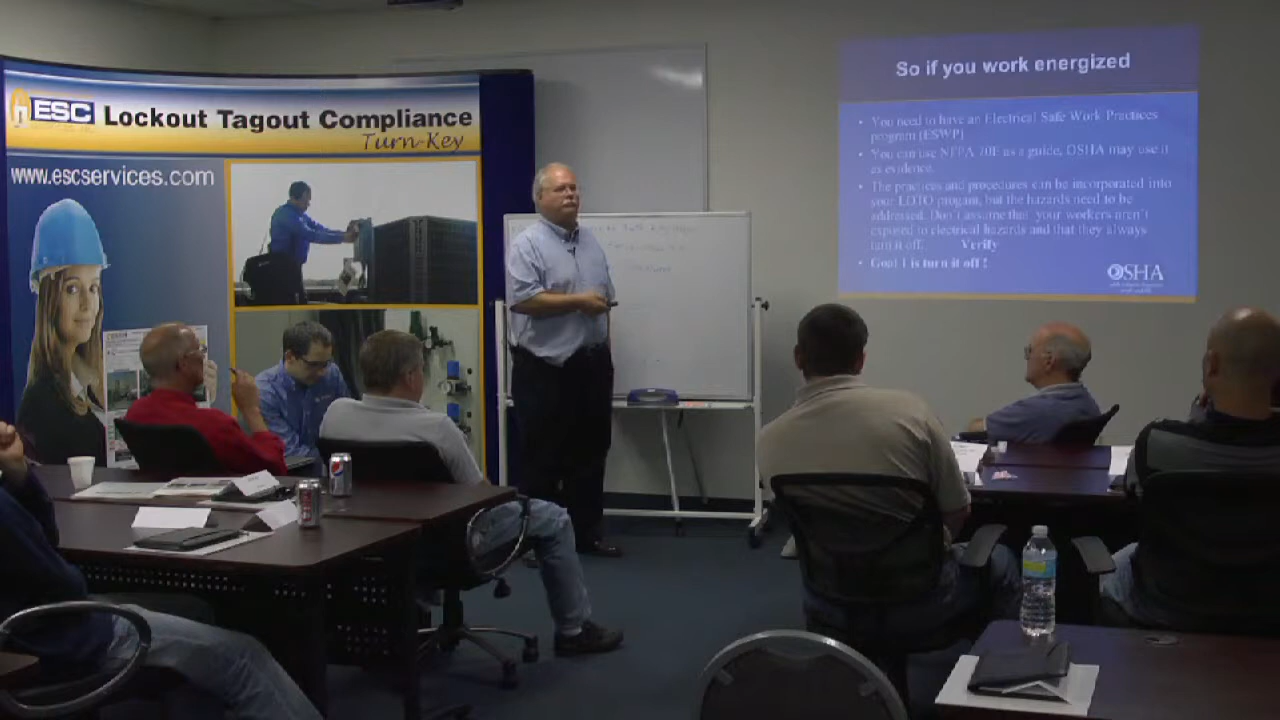 ESC
Lockout Tagout Compliance
Turn-Key
www.escservices.com
So if you work energized
• You need to have an Electrical Safe Work Practices
program (ESWP)
• You can use NFPA 70E as a guide, OSHA may use it
as evidence.
• The practices and procedures can be incorporated into
your LOTO program, but the hazards need to be
addressed. Don't assume that your workers aren't
exposed to electrical hazards and that they always
turn it off. Verify
• Goal 1 is turn it off !
OSHA